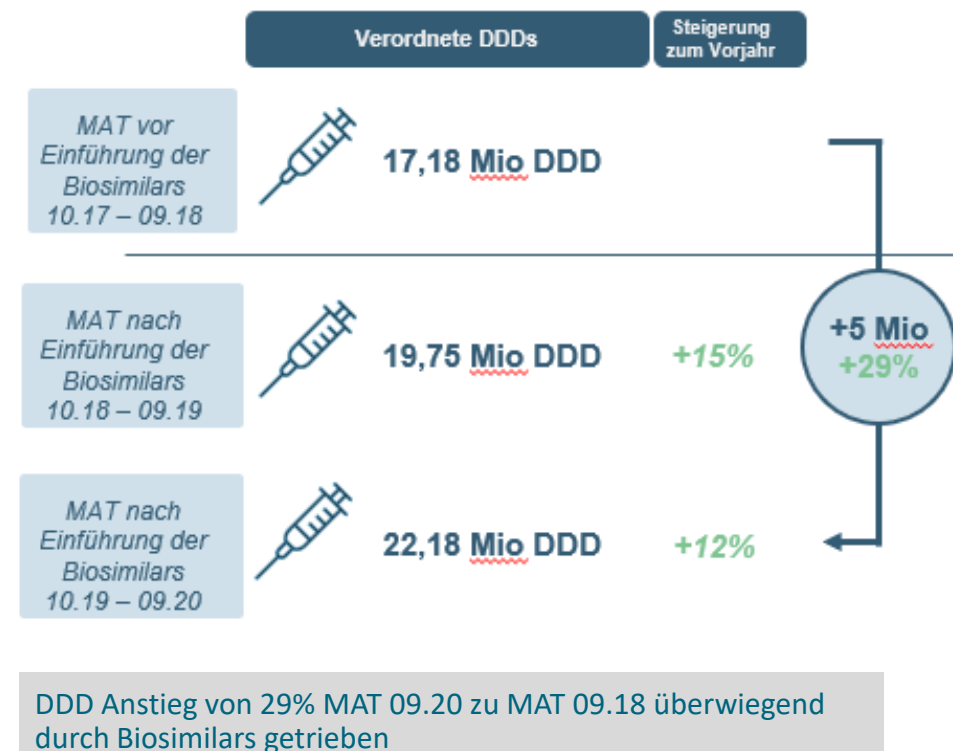 Verordnete DDDs
Steigerung
zum Vorjahr
MAT vor
Einführung der
Biosimilars
10.17 – 09.18
17,18 Mio DDD
MAT nach
Einführung der
Biosimilars
10.18 – 09.19
19,75 Mio DDD
+15%
+5 Mio
+29%
MAT nach
Einführung der
Biosimilars
10.19 – 09.20
22,18 Mio DDD
+12%
DDD Anstieg von 29% MAT 09.20 zu MAT 09.18 überwiegend
durch Biosimilars getrieben